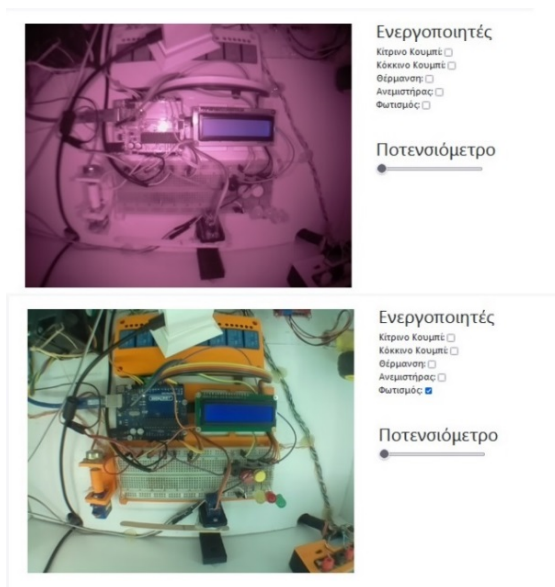 Ενεργοποιητές
Κίτρινο Κουμπί:
Κόκκινο Κουμπί:
Θέρμανση:
Ανεμιστήρας:
Φωτισμός:
Ποτενσιόμετρο
Ενεργοποιητές
Κίτρινο Κουμπί:
Κόκκινο Κουμπί:
Θέρμανση:
Ανεμιστήρας:
Φωτισμός:
Ποτενσιόμετρο